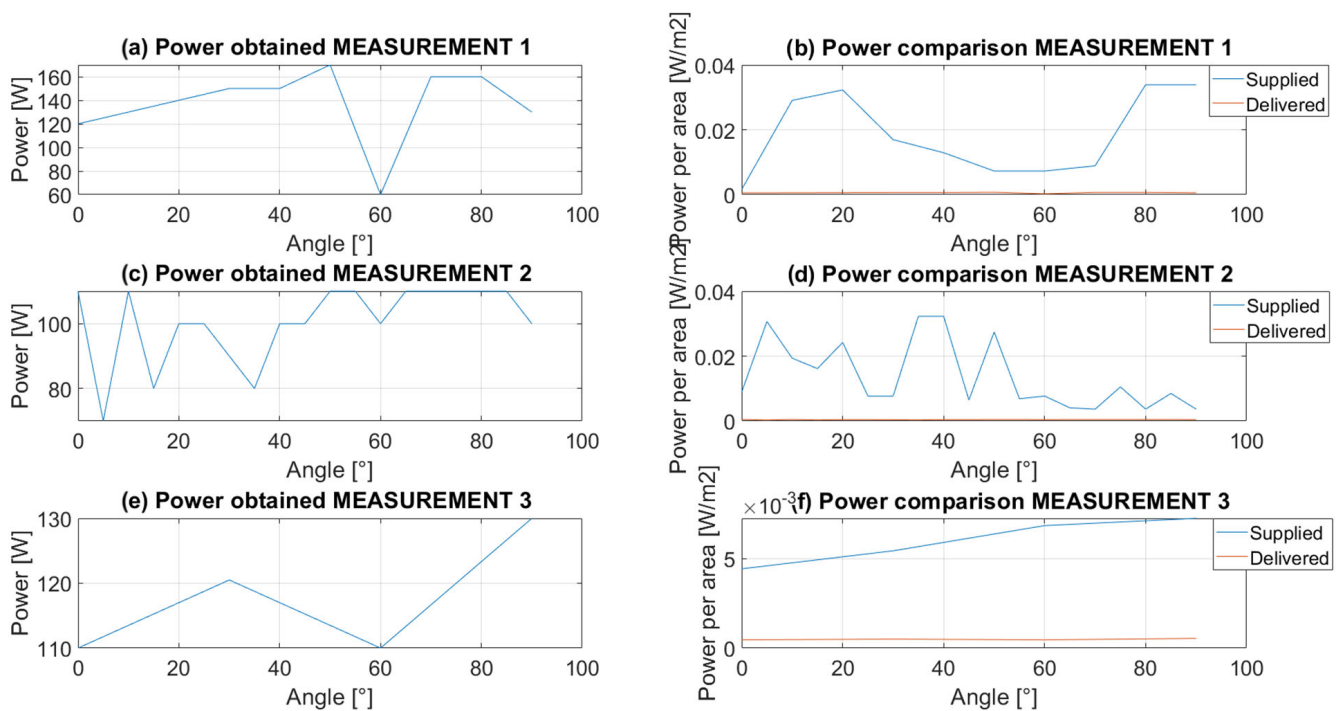 (a) Power obtained MEASUREMENT 1
Power [W]
160
140
120
100
80
60
0 20 40 60 80 100
Angle [°]
(b) Power comparison MEASUREMENT 1
Power per area [W/m2]
0.04
0.02
0
0 20 40 60 80 100
Angle [°]
Supplied
Delivered
(c) Power obtained MEASUREMENT 2
Power [W]
100
80
0 20 40 60 80 100
Angle [°]
(d) Power comparison MEASUREMENT 2
Power per area [W/m2]
0.04
0.02
0
0 20 40 60 80 100
Angle [°]
Supplied
Delivered
(e) Power obtained MEASUREMENT 3
Power [W]
130
120
110
0 20 40 60 80 100
Angle [°]
×10-3
(f) Power comparison MEASUREMENT 3
Power per area [W/m2]
5
0
0 20 40 60 80 100
Angle [°]
Supplied
Delivered